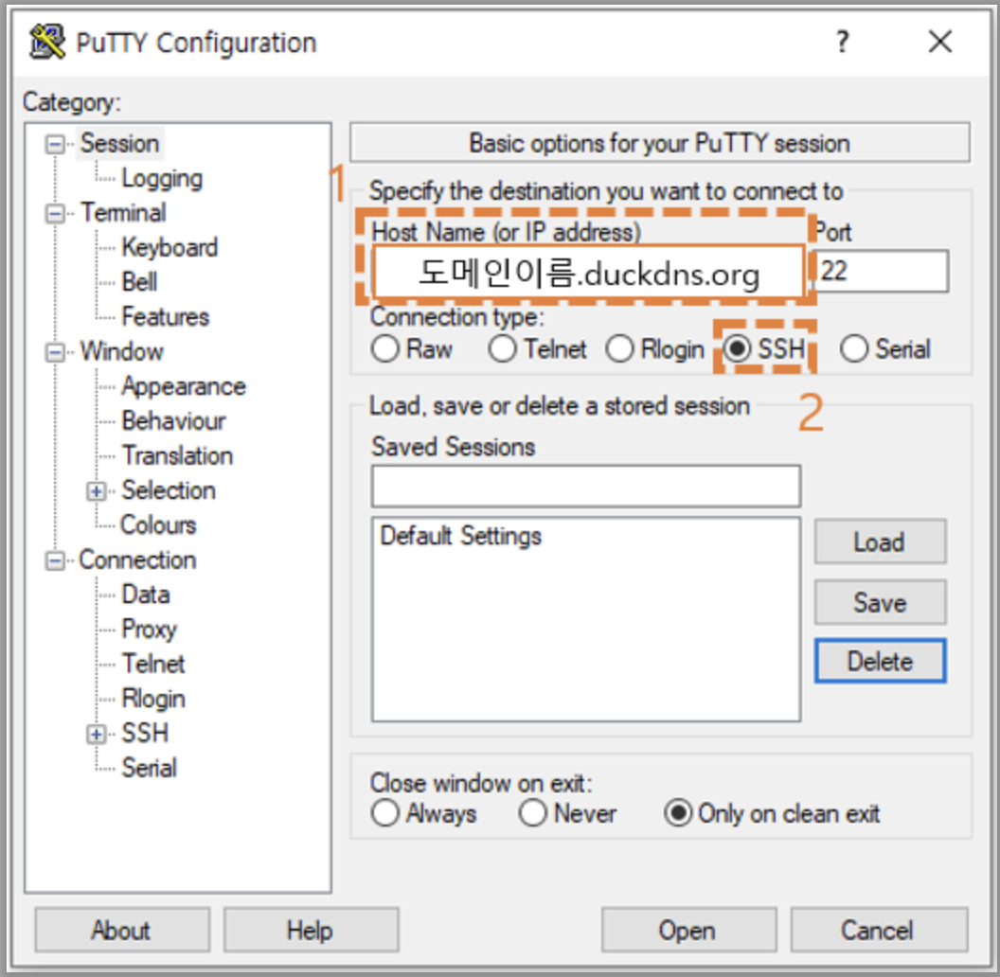 PuTTY Configuration
?
Category:
Session
Logging
Terminal
Keyboard
Bell
Features
Window
Appearance
Behaviour
Translation
Selection
Colours
Connection
Data
Proxy
Telnet
Rlogin
SSH
Serial
Basic options for your PuTTY session
1
Specify the destination you want to connect to
Host Name (or IP address) Port
도메인이름.duckdns.org 22
Connection type:
Raw Telnet Rlogin SSH Serial
2
Load, save or delete a stored session
Saved Sessions
Default Settings
Load
Save
Delete
Close window on exit:
Always Never Only on clean exit
About Help Open Cancel